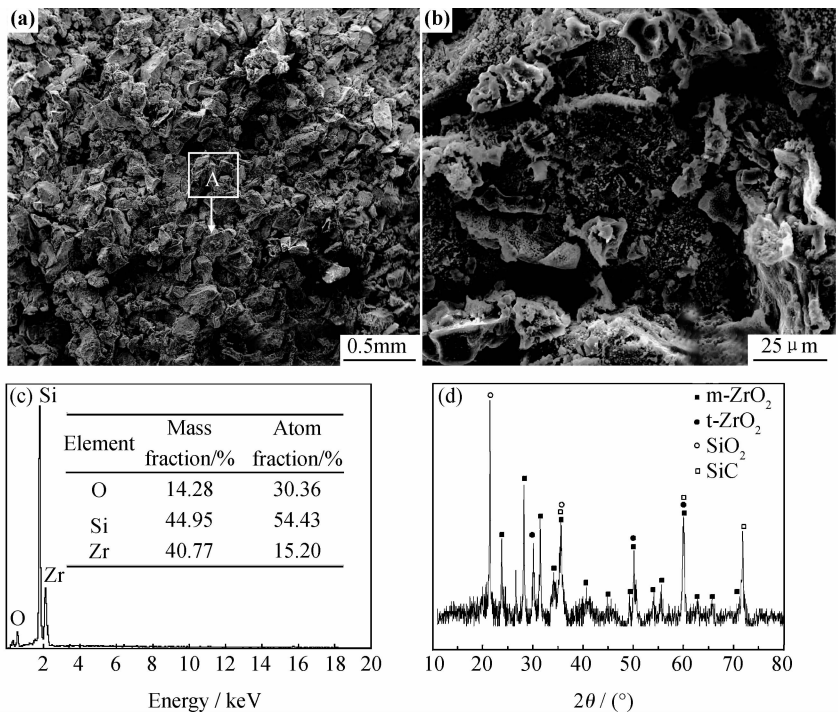 (a)
A
0.5mm
(b)
25 μm
(c)
Si
Zr
O
Element
Mass
fraction/%
Atom
fraction/%
O 14.28 30.36
Si 44.95 54.43
Zr 40.77 15.20
2 4 6 8 10 12 14 16 18 20
Energy / keV
(d)
■ m-ZrO₂
● t-ZrO₂
○ SiO₂
□ SiC
10 20 30 40 50 60 70 80
2θ / (°)